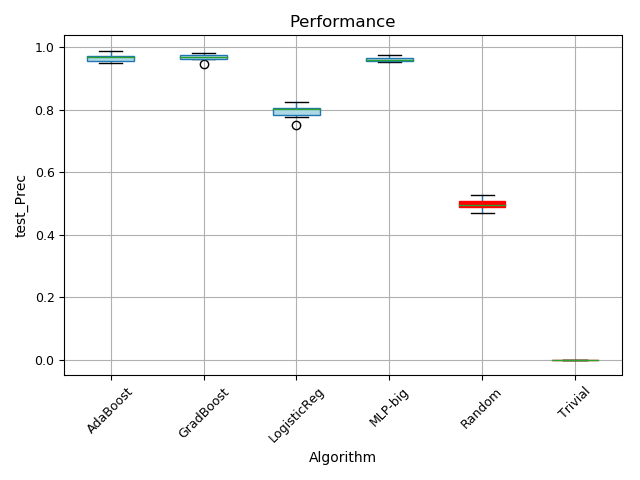 Performance
test_Prec
1.0
0.8
0.6
0.4
0.2
0.0
AdaBoost
GradBoost
LogisticReg
MLP-big
Random
Trivial
Algorithm